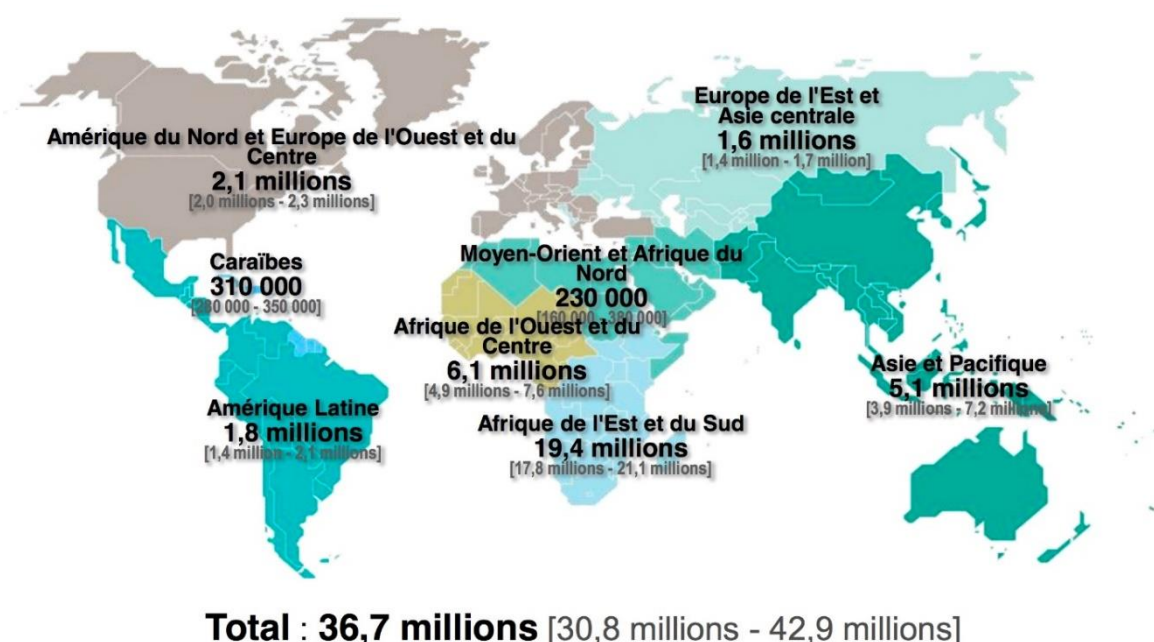 Europe de l'Est et
Asie centrale
1,6 millions
[1,4 million - 1,7 million]
Amérique du Nord et Europe de l'Ouest et du
Centre
2,1 millions
[2,0 millions - 2,3 millions]
Caraïbes
310 000
[280 000 - 350 000]
Moyen-Orient et Afrique du
Nord
230 000
[160 000 - 380 000]
Afrique de l'Ouest et du
Centre
6,1 millions
[4,9 millions - 7,6 millions]
Asie et Pacifique
5,1 millions
[3,9 millions - 7,2 millions]
Amérique Latine
1,8 millions
[1,4 million - 2,1 millions]
Afrique de l'Est et du Sud
19,4 millions
[17,8 millions - 21,1 millions]
Total : 36,7 millions [30,8 millions - 42,9 millions]